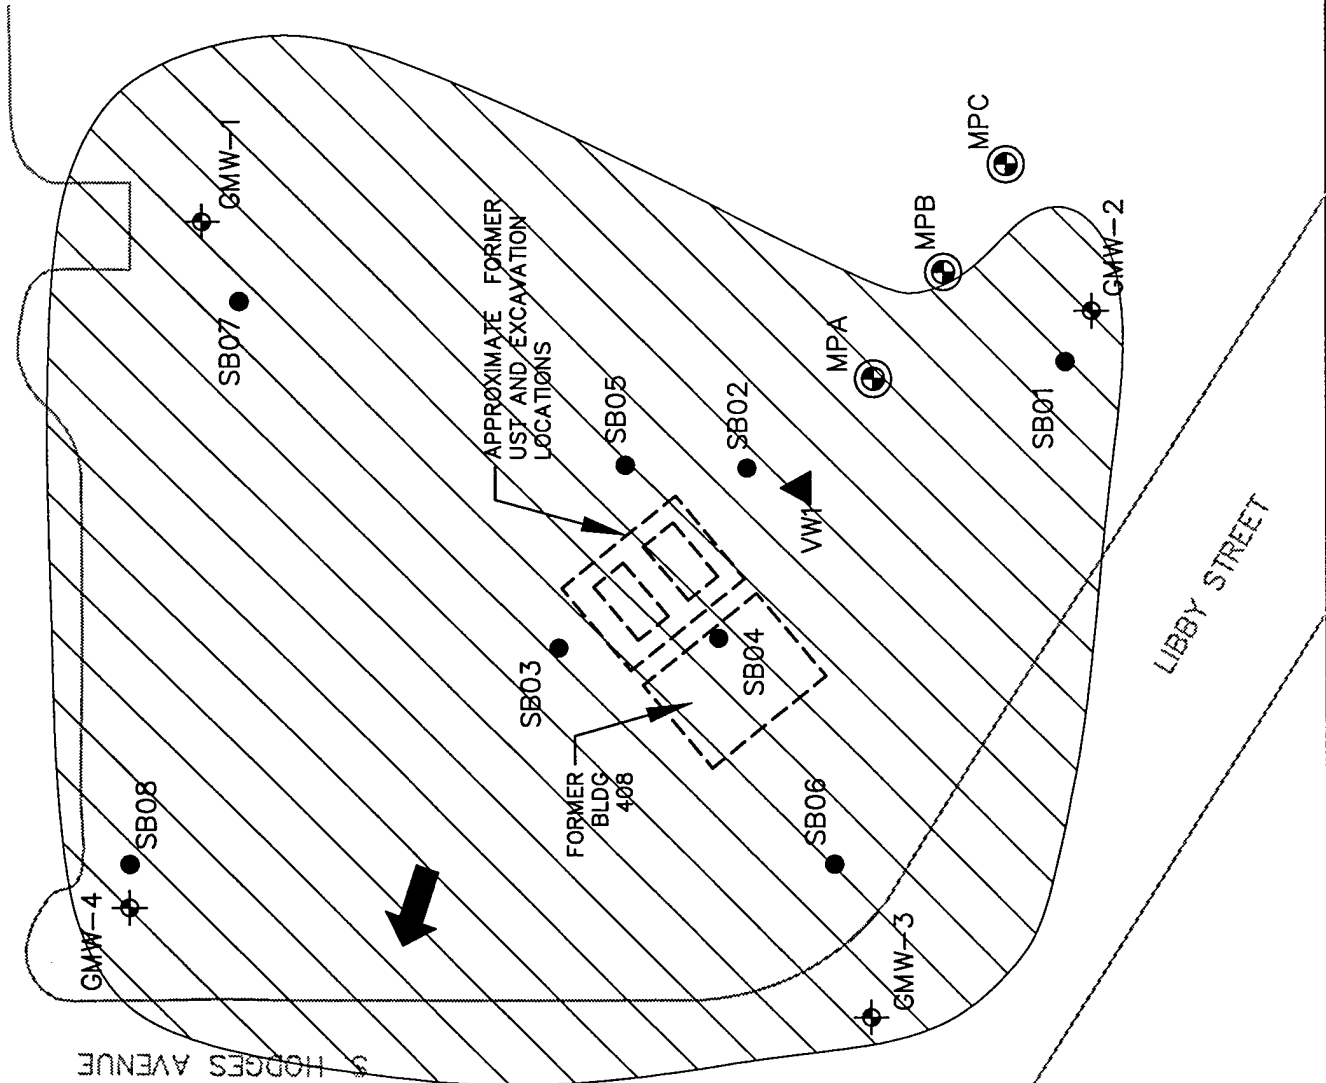 GMW-1
MPC
MPB
GMW-2
SB07
APPROXIMATE FORMER
UST AND EXCAVATION
LOCATIONS
MPA
SB05
SB02
SB01
VW1
LIBBY STREET
SB03
SB04
FORMER
BLDG
408
SB08
SB06
GMW-4
GMW-3
S HODGES AVENUE